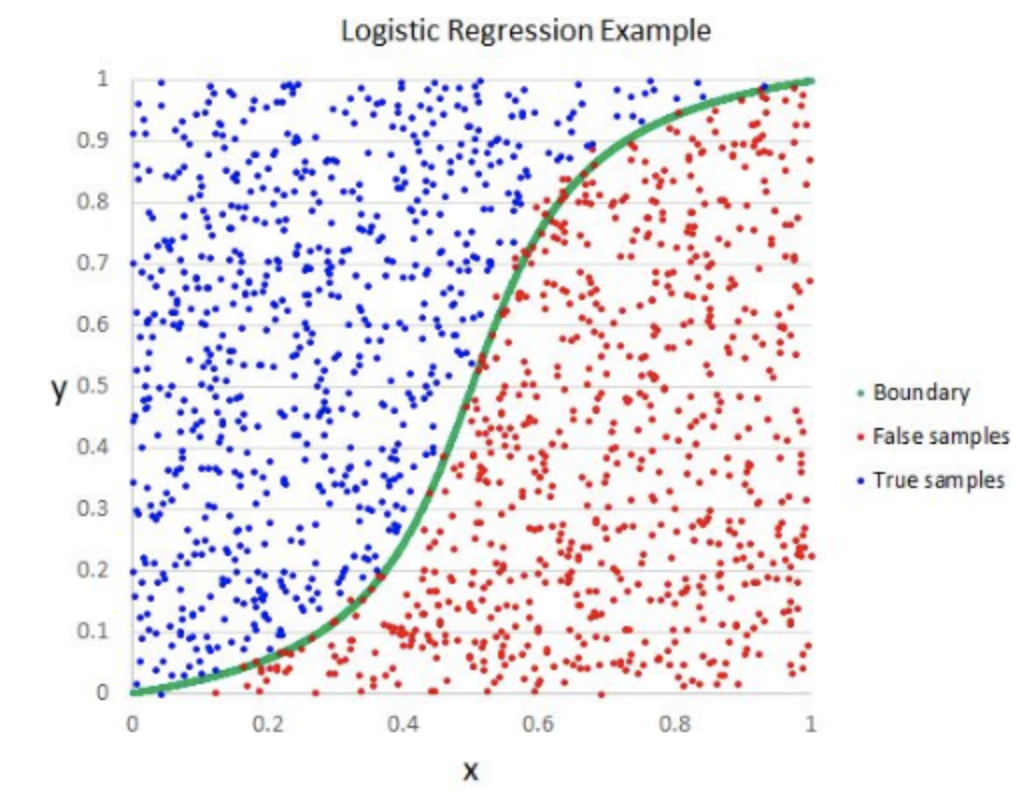 Logistic Regression Example
1
0.9
0.8
0.7
0.6
y 0.5
0.4
0.3
0.2
0.1
0
0 0.2 0.4 0.6 0.8 1
x
Boundary
False samples
True samples